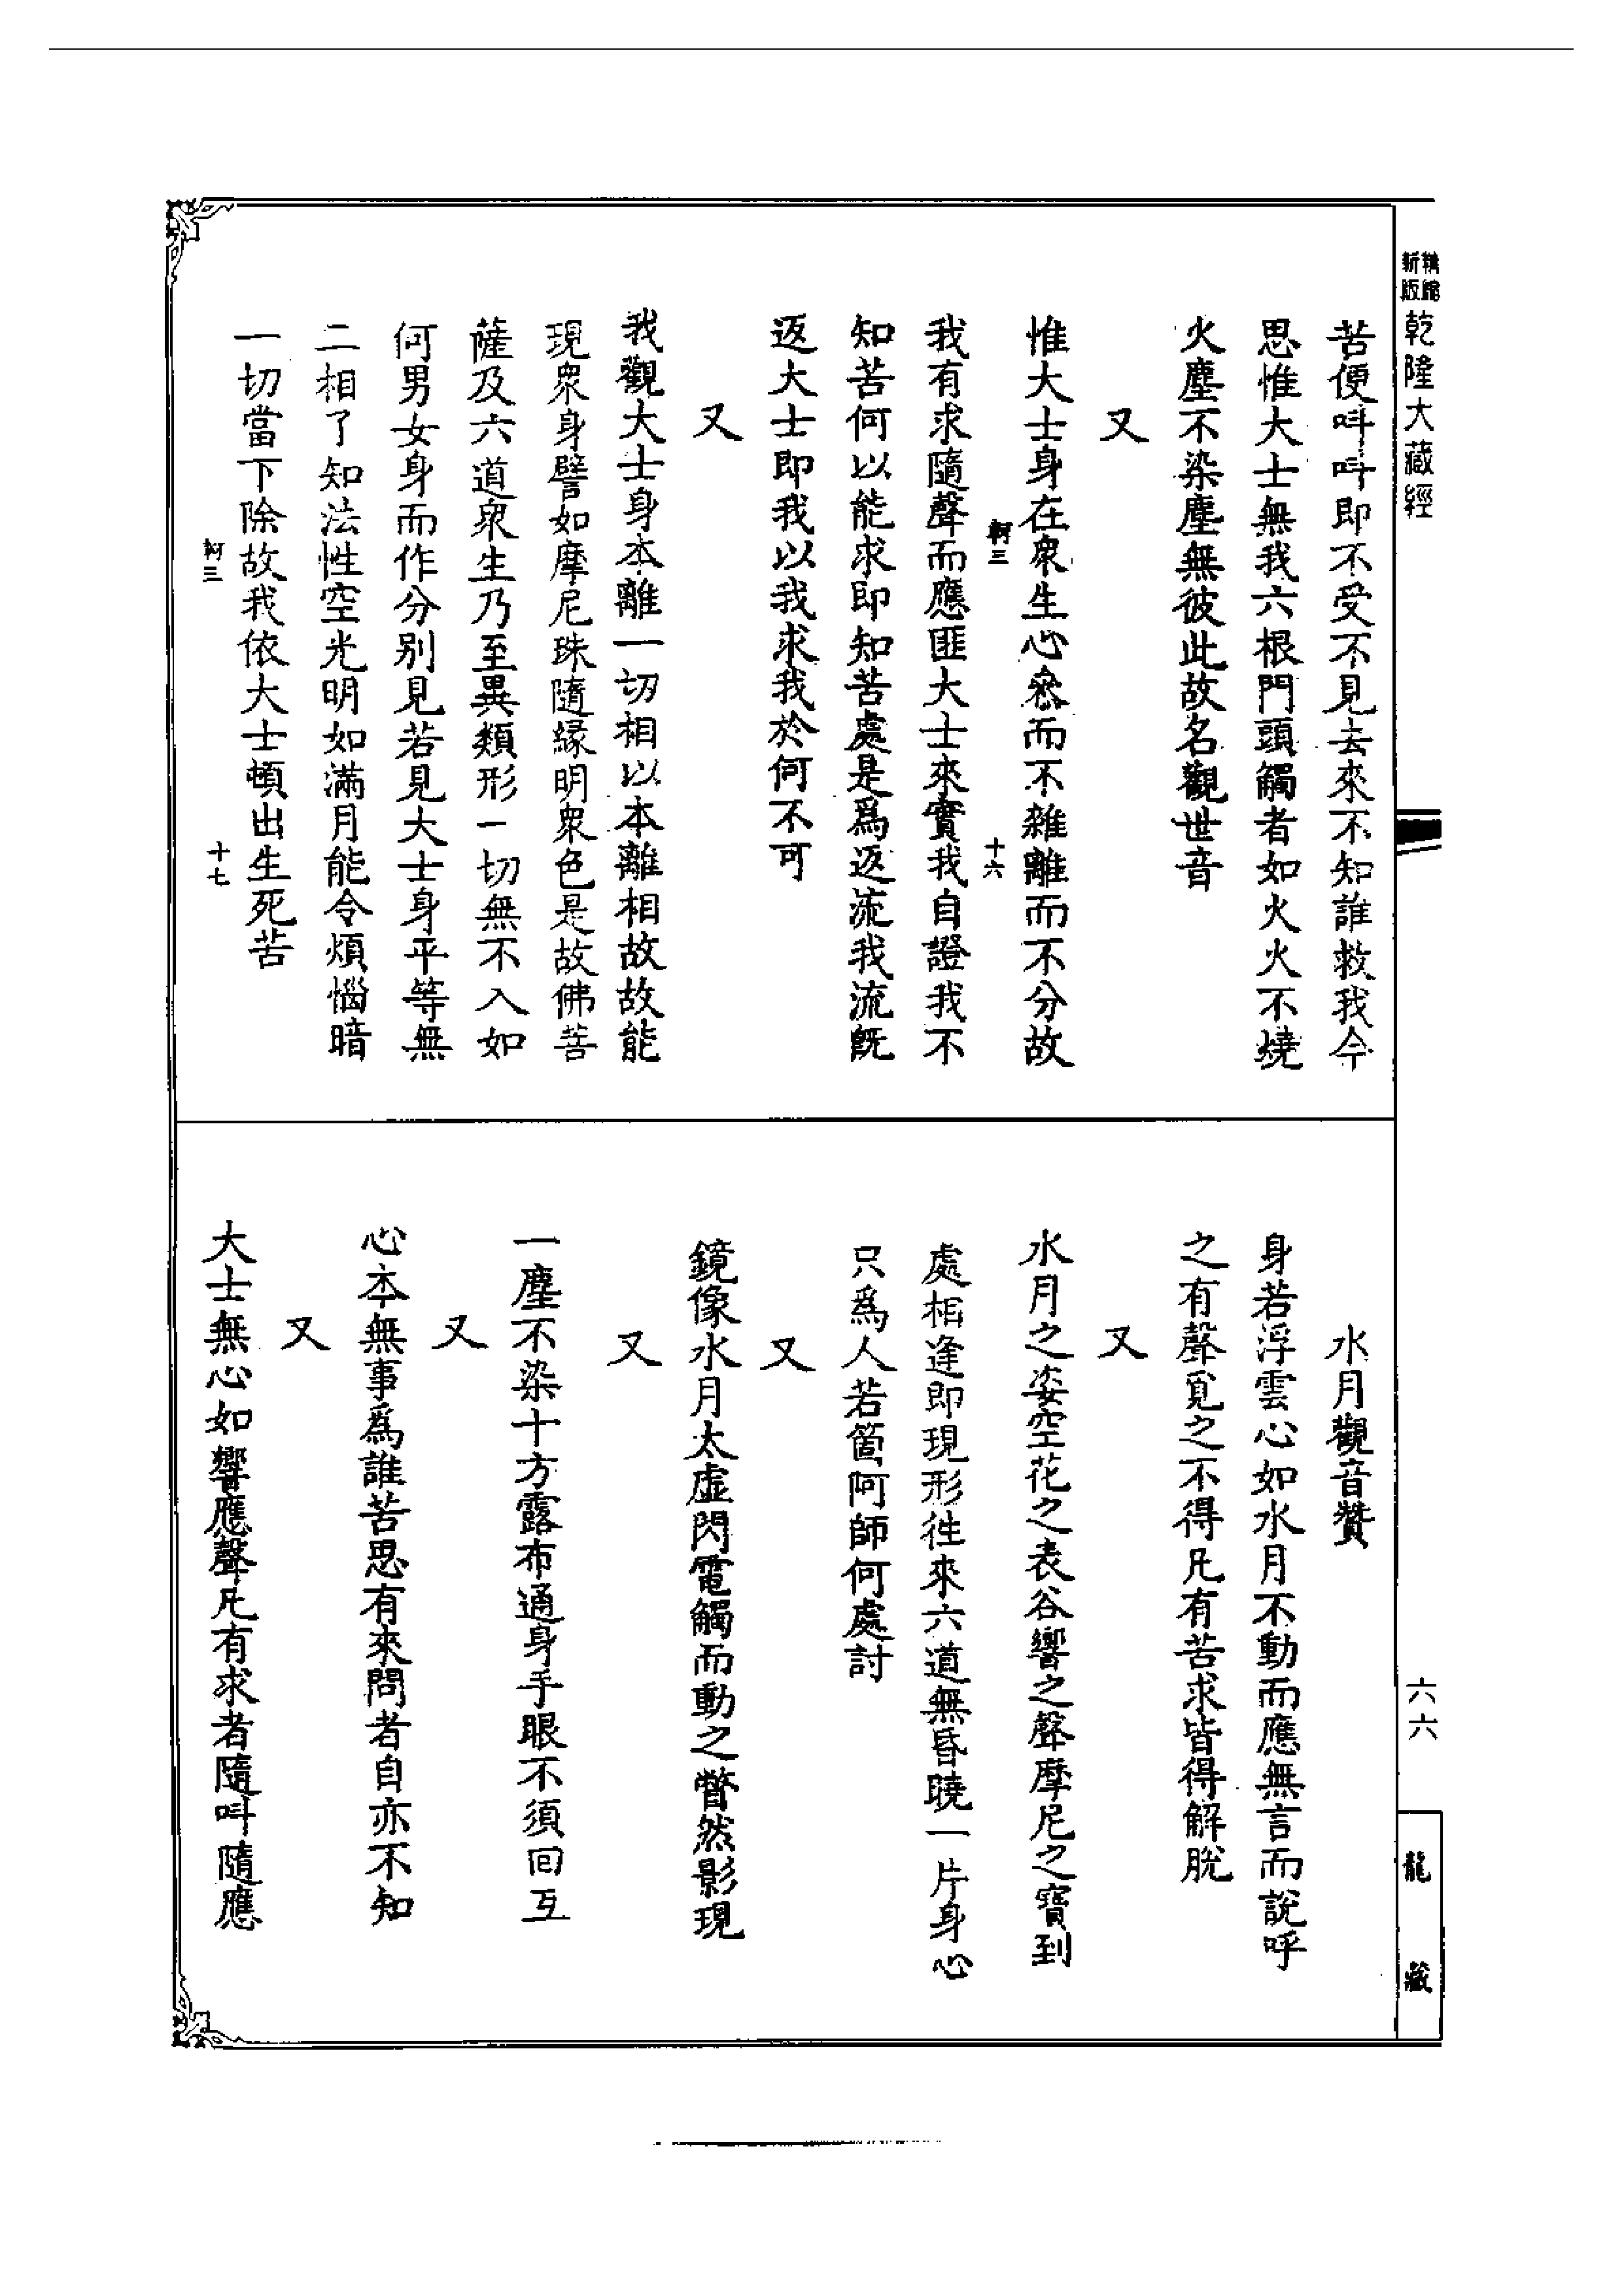 乾隆大藏經
苦便呌呌即不受不見去來不知誰救我今
思惟大士無我六根門頭觸者如火火不燒
火塵不染塵無彼此故名觀世音
又
惟大士身在衆生心
而不雜離而不分故
軻三
十六
我有求隨聲而應匪大士來實我自證我不
知苦何以能求即知苦處是爲返流我流旣
返大士即我以我求我於何不可
又
我觀大士身本離一切相以本離相故故能
現衆身譬如摩尼珠隨緣明衆色是故佛菩
薩及六道衆生乃至異類形一切無不入如
何男女身而作分別見若見大士身平等無
二相了知法性空光明如滿月能令煩惱暗
一切當下除故我依大士頓出生死苦
軻三
十七
水月觀音贊
身若浮雲心如水月不動而應無言而說呼
之有聲覓之不得凡有苦求皆得解脫
又
水月之姿空花之表谷響之聲摩尼之寶到
處相逢即現形往來六道無昏曉一片身心
只爲人若箇呵師何處討
又
鏡像水月太虛閃電觸而動之瞥然影現
又
一塵不染十方露布通身手眼不須回互
又
心本無事爲誰苦思有來問者自亦不知
又
大士無心如響應聲凡有求者隨呌隨應
六六
龍藏